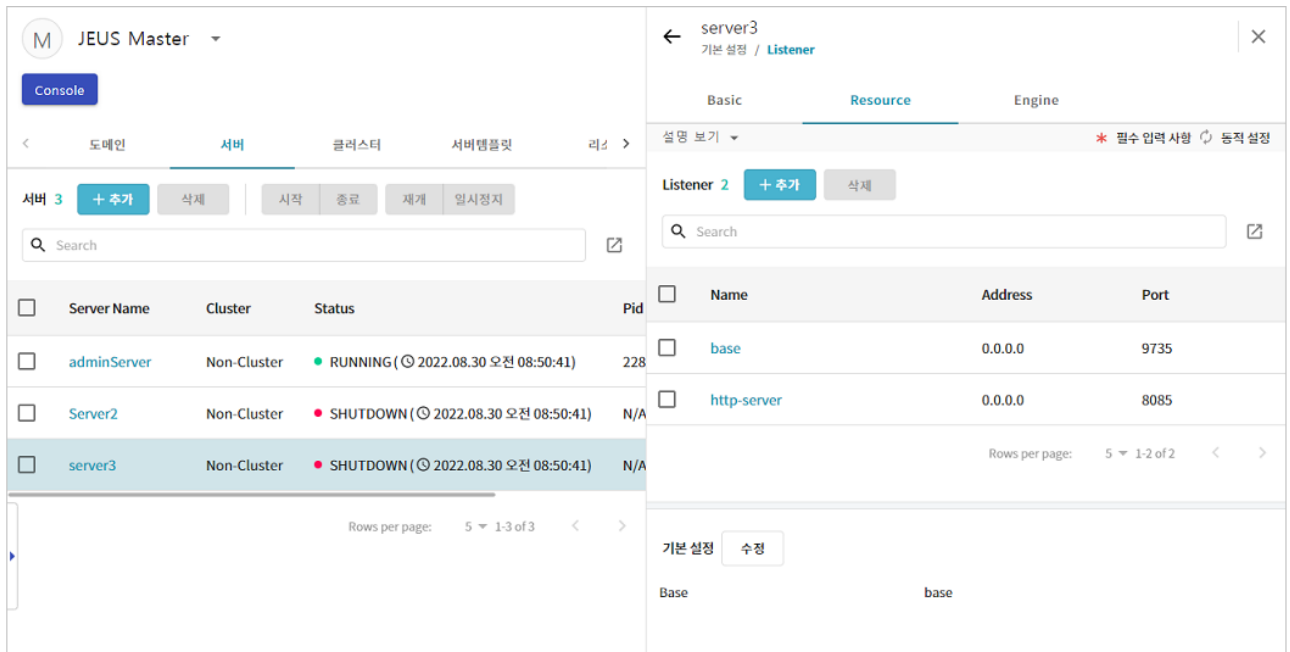 M JEUS Master
Console
도메인 서버 클러스터 서버템플릿
서버 3 + 추가 삭제 시작 종료 재개 일시정지
Search
Server Name Cluster Status Pid
adminServer Non-Cluster RUNNING ( 2022.08.30 오전 08:50:41) 228
Server2 Non-Cluster SHUTDOWN ( 2022.08.30 오전 08:50:41) N/A
server3 Non-Cluster SHUTDOWN ( 2022.08.30 오전 08:50:41) N/A
Rows per page: 5 1-3 of 3
server3
기본 설정 / Listener
Basic Resource Engine
설명 보기 * 필수 입력 사항 동적 설정
Listener 2 + 추가 삭제
Search
Name Address Port
base 0.0.0.0 9735
http-server 0.0.0.0 8085
Rows per page: 5 1-2 of 2
기본 설정 수정
Base base